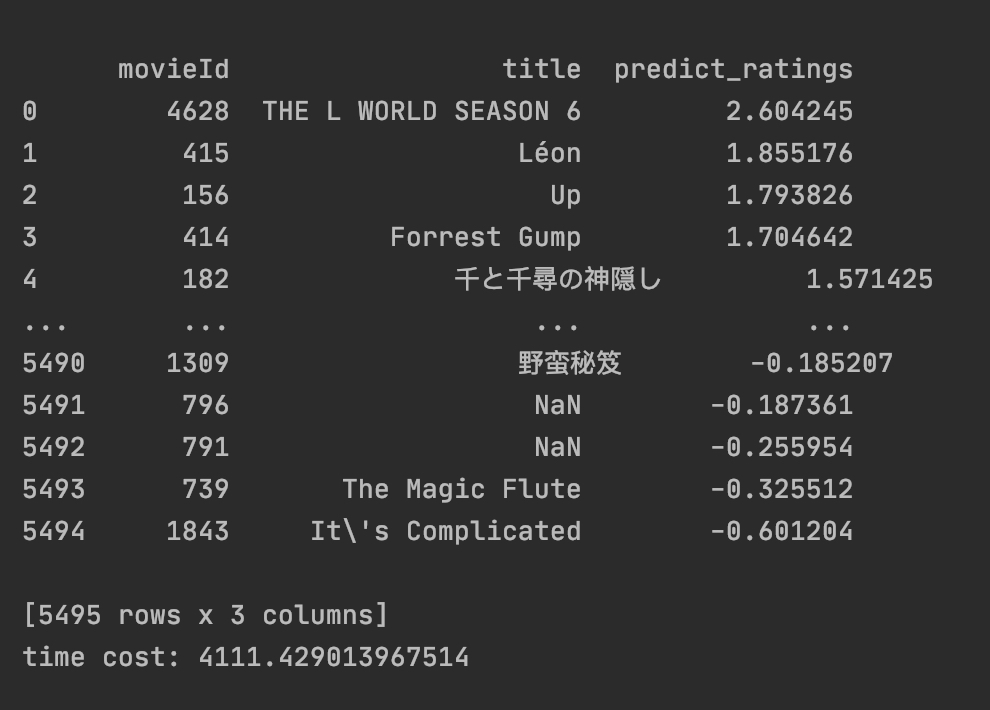 movieId title predict_ratings
0 4628 THE L WORLD SEASON 6 2.604245
1 415 Léon 1.855176
2 156 Up 1.793826
3 414 Forrest Gump 1.704642
4 182 千と千尋の神隠し 1.571425
... ... ... ...
5490 1309 野蛮秘笈 -0.185207
5491 796 NaN -0.187361
5492 791 NaN -0.255954
5493 739 The Magic Flute -0.325512
5494 1843 It\'s Complicated -0.601204
[5495 rows x 3 columns]
time cost: 4111.429013967514